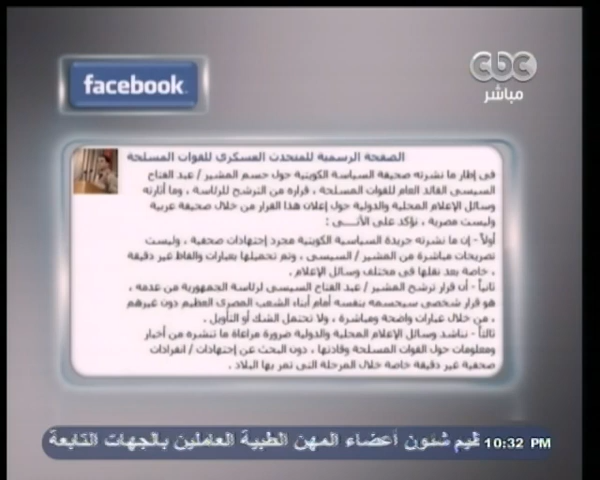 facebook
cbc
مباشر
الصفحة الرسمية للمتحدث العسكري للقوات المسلحة
فى إطار ما نشرته صحيفة السياسة الكويتية حول حسم المشير / عبد الفتاح
السيسى القائد العام للقوات المسلحة ، قراره من الترشح للرئاسة ، وما أثارته
وسائل الإعلام المحلية والدولية حول إعلان هذا القرار من خلال صحيفة عربية
وليست مصرية ، نؤكد على الآتــى :
أولاً - إن ما نشرته جريدة السياسية الكويتية مجرد إجتهادات صحفية ، وليست
تصريحات مباشرة من المشير / السيسى ، وتم تحميلها بعبارات والفاظ غير دقيقة
، خاصة بعد نقلها فى مختلف وسائل الإعلام .
ثانياً - أن قرار ترشح المشير / عبد الفتاح السيسى لرئاسة الجمهورية من عدمه ،
هو قرار شخصى سيحسمه بنفسه أمام أبناء الشعب المصرى العظيم دون غيرهم
، من خلال عبارات واضحة ومباشرة ، ولا تحتمل الشك أو التأويل .
ثالثاً - نناشد وسائل الإعلام المحلية والدولية ضرورة مراعاة ما تنشره من أخبار
ومعلومات حول القوات المسلحة وقادتها ، دون البحث عن إجتهادات / انفرادات
صحفية غير دقيقة خاصة خلال المرحلة التى تمر بها البلاد .
10:32 PM شئون أعضاء المهن الطبية العاملين بالجهات التابعة